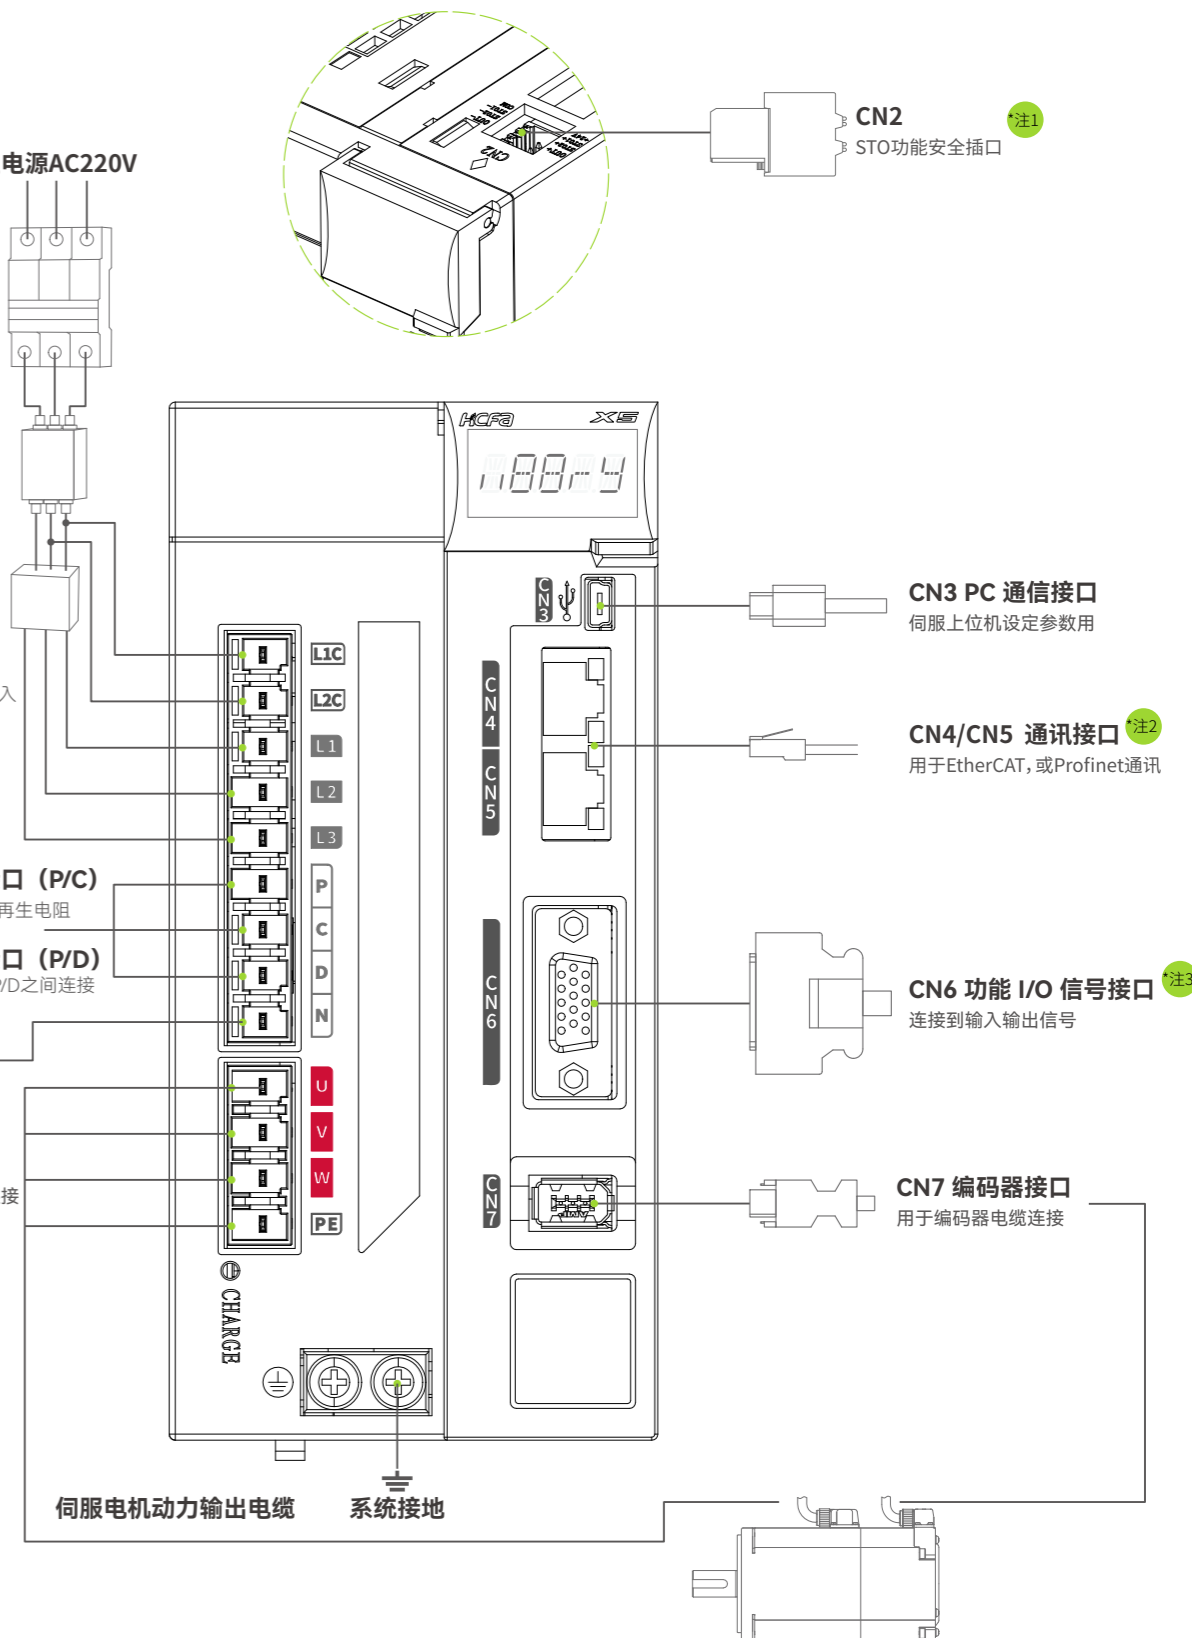 CN2 *注1
STO功能安全插口
电源AC220V
CN2
HCFA X5
CN3
CN3 PC 通信接口
伺服上位机设定参数用
L1C
入
L2C
CN4
L1
CN4/CN5 通讯接口 *注2
用于EtherCAT，或Profinet通讯
L2
CN5
L3
口（P/C）
P
再生电阻
C
口（P/D）
D
P/D之间连接
N
CN6
CN6 功能 I/O 信号接口 *注3
连接到输入输出信号
U
V
W
接
PE
CN7
CN7 编码器接口
用于编码器电缆连接
CHARGE
伺服电机动力输出电缆
系统接地